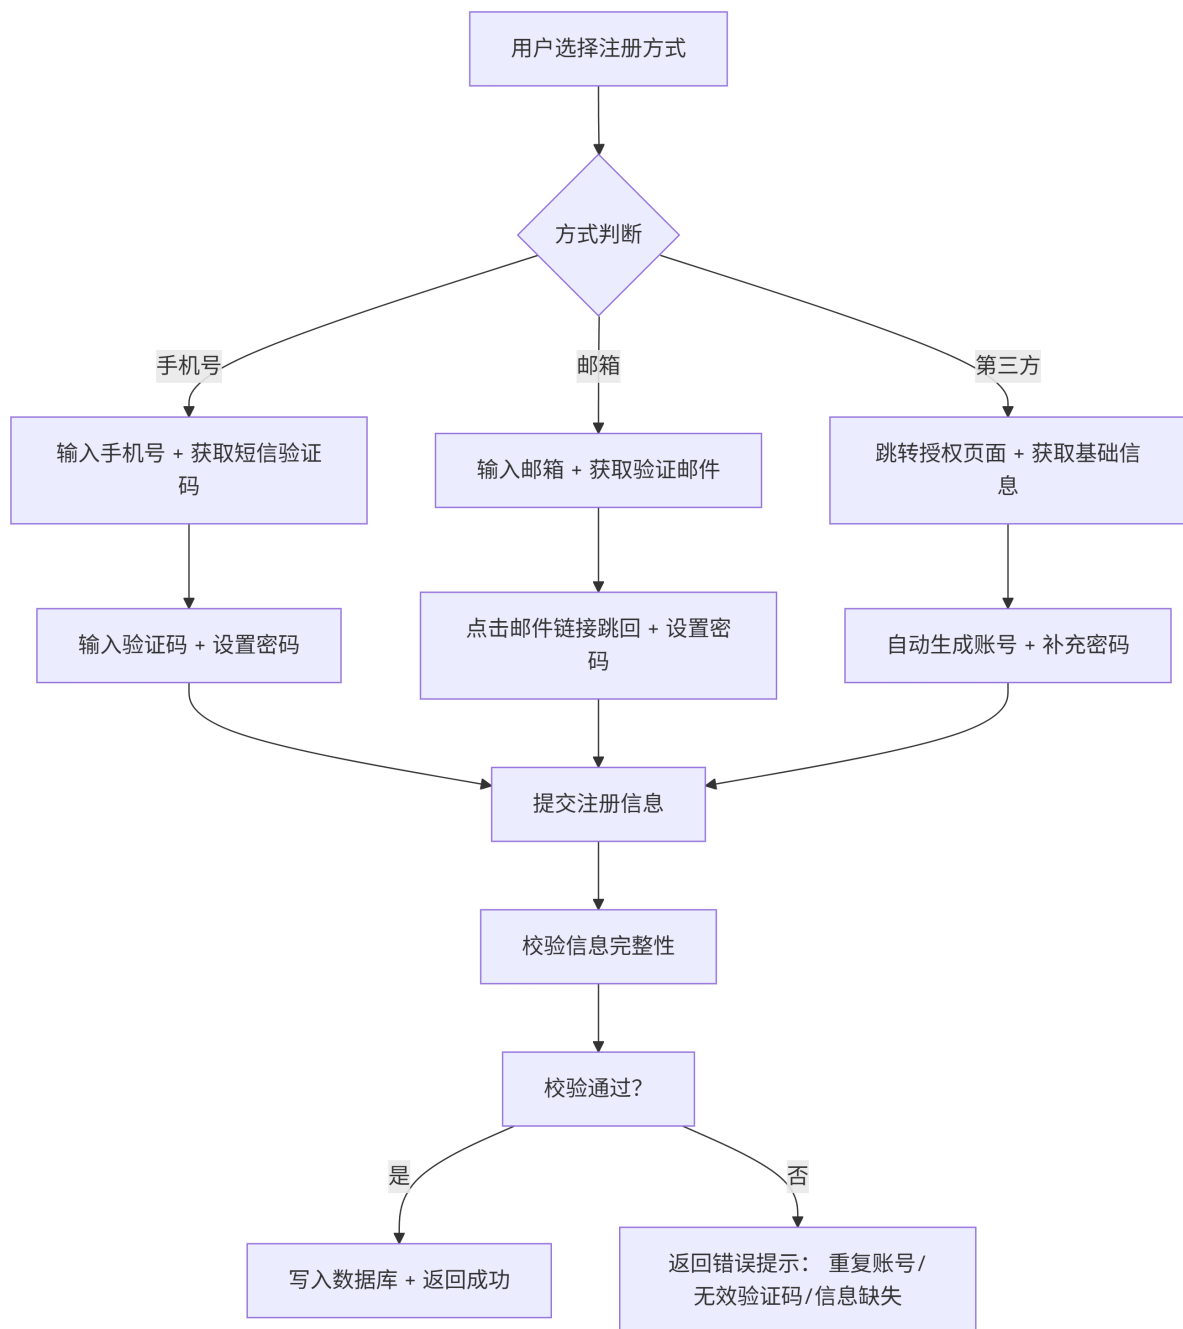 用户选择注册方式
方式判断
手机号
邮箱
第三方
输入手机号 + 获取短信验证
码
输入邮箱 + 获取验证邮件
跳转授权页面 + 获取基础信
息
输入验证码 + 设置密码
点击邮件链接跳回 + 设置密
码
自动生成账号 + 补充密码
提交注册信息
校验信息完整性
校验通过?
是
否
写入数据库 + 返回成功
返回错误提示： 重复账号/
无效验证码/信息缺失